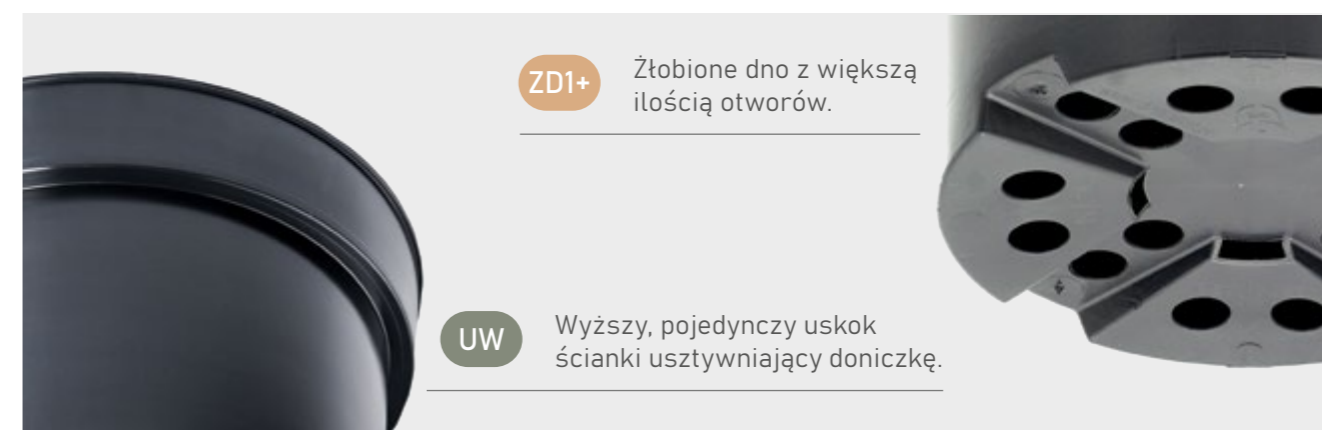 ZD1+
Żłobione dno z większą
ilością otworów.
UW
Wyższy, pojedynczy uskok
ścianki usztywniający doniczkę.